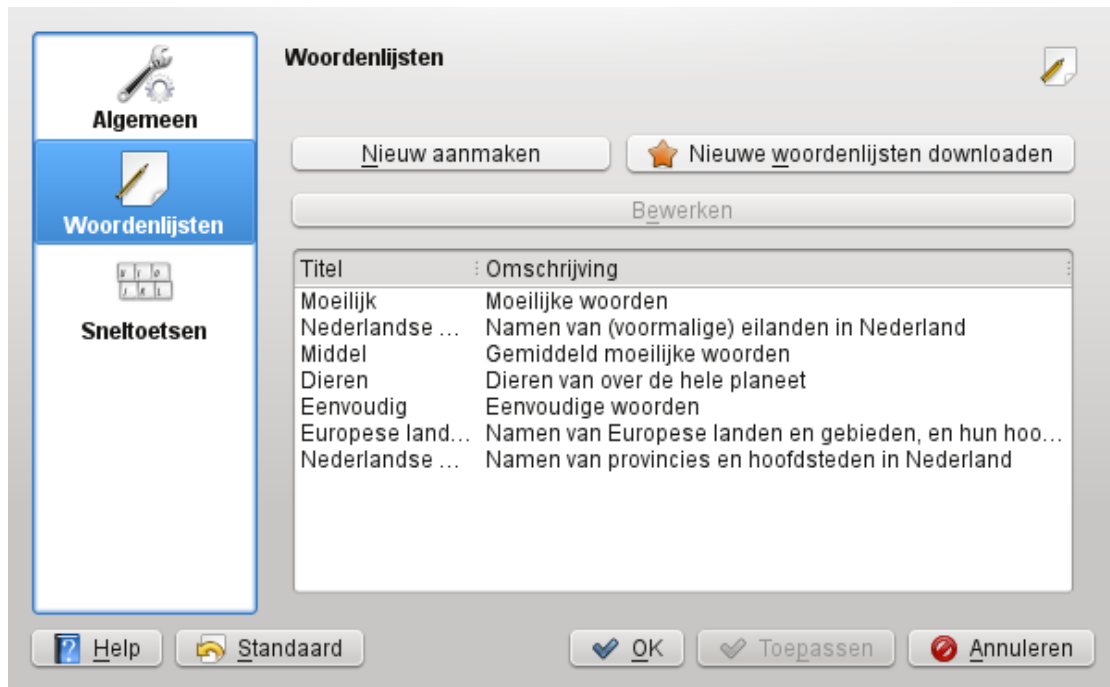 Algemeen
Woordenlijsten
Sneltoetsen
Woordenlijsten
Nieuw aanmaken
Nieuwe woordenlijsten downloaden
Bewerken
Titel Omschrijving
Moeilijk Moeilijke woorden
Nederlandse ... Namen van (voormalige) eilanden in Nederland
Middel Gemiddeld moeilijke woorden
Dieren Dieren van over de hele planeet
Eenvoudig Eenvoudige woorden
Europese land... Namen van Europese landen en gebieden, en hun hoo...
Nederlandse ... Namen van provincies en hoofdsteden in Nederland
Help Standaard OK Toepassen Annuleren